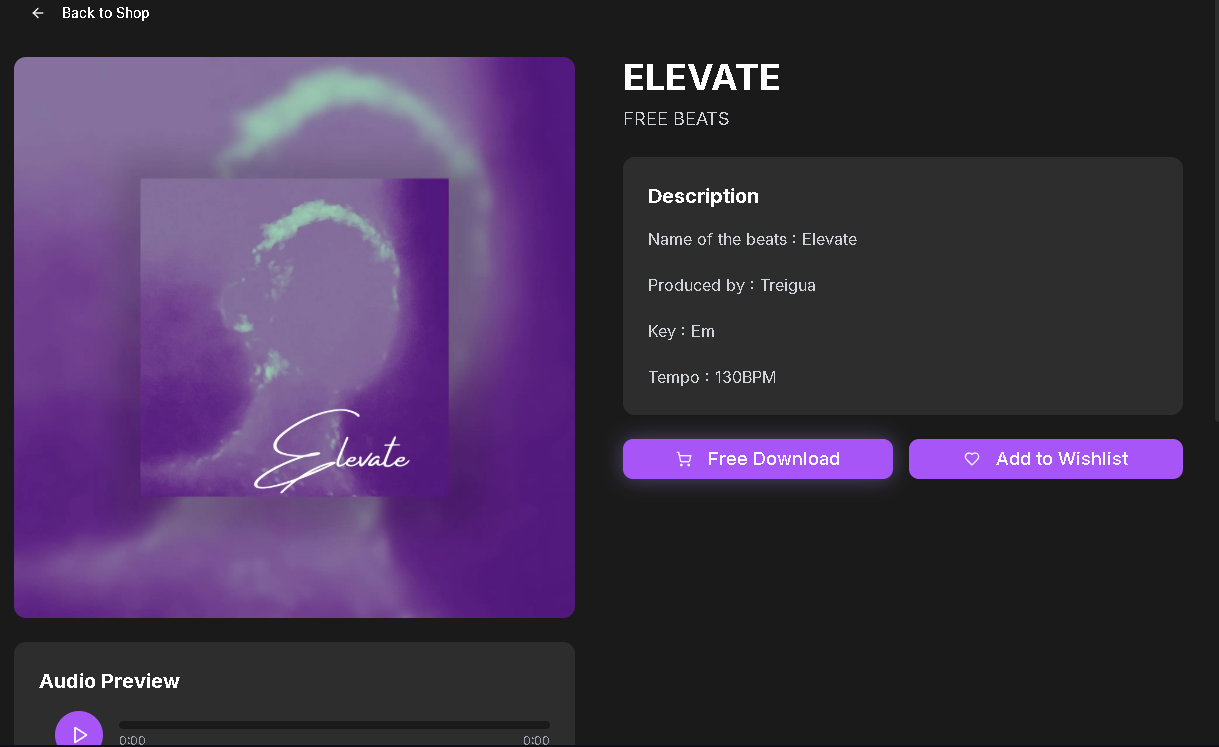 Back to Shop
Elevate
ELEVATE
FREE BEATS
Description
Name of the beats : Elevate
Produced by : Treigua
Key : Em
Tempo : 130BPM
Free Download
Add to Wishlist
Audio Preview
0:00
0:00